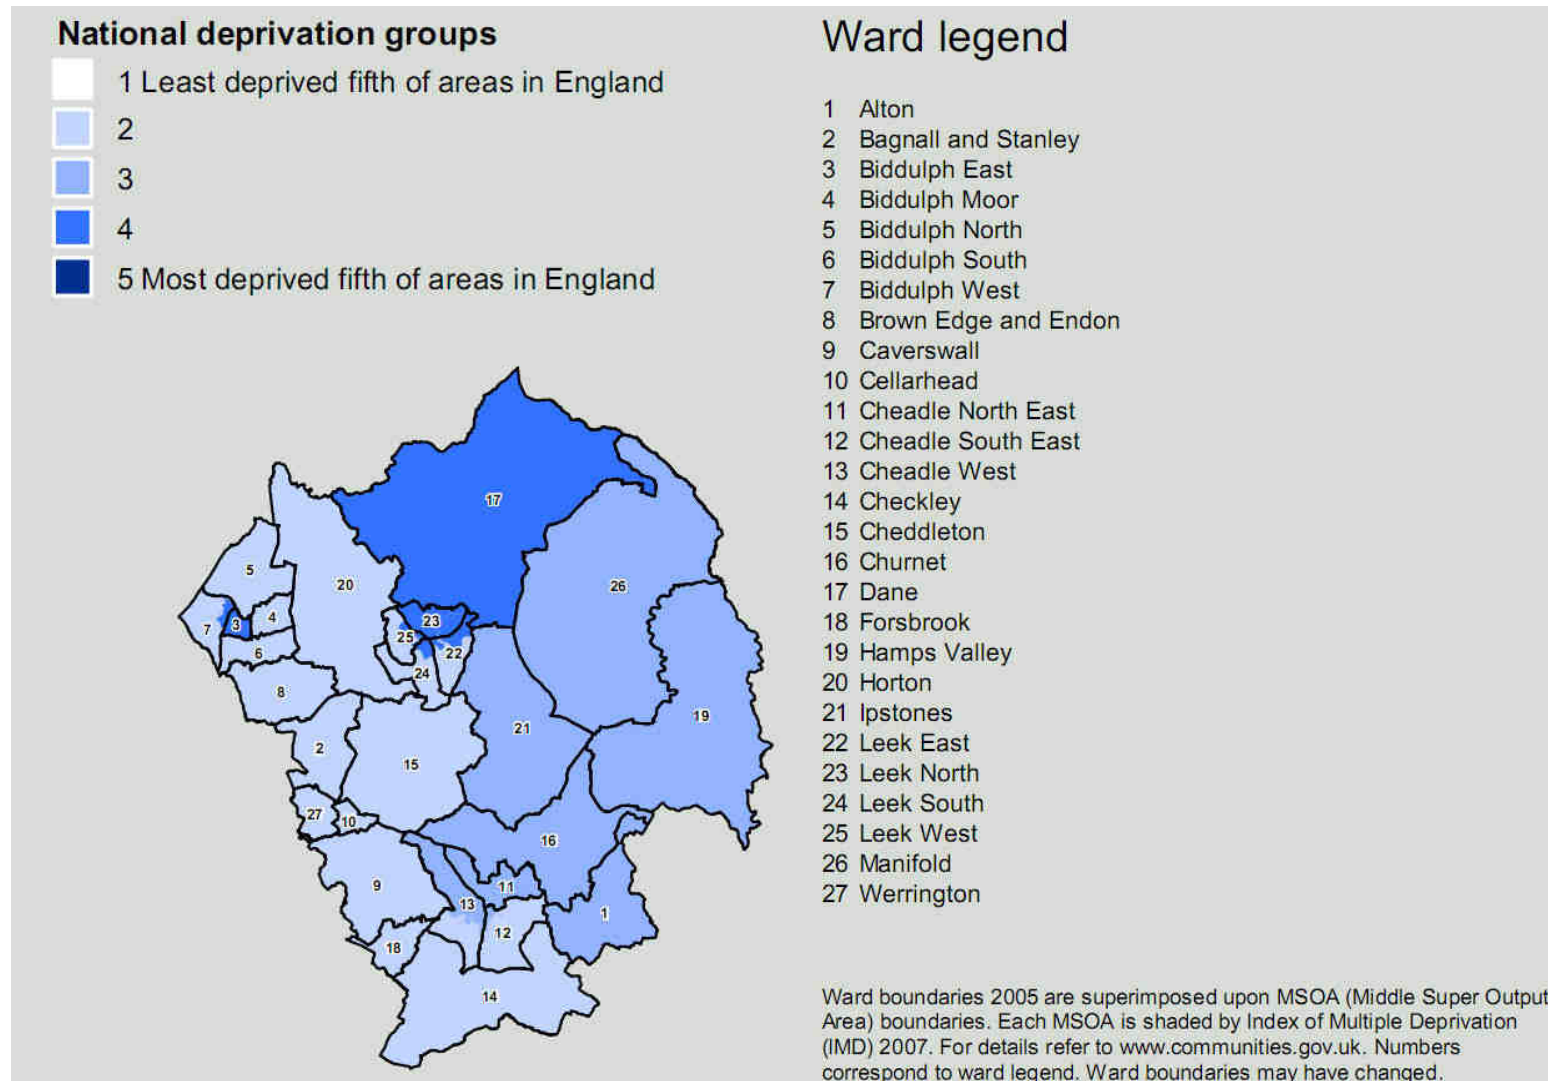 National deprivation groups
1 Least deprived fifth of areas in England
2
3
4
5 Most deprived fifth of areas in England
Ward legend
1 Alton
2 Bagnall and Stanley
3 Biddulph East
4 Biddulph Moor
5 Biddulph North
6 Biddulph South
7 Biddulph West
8 Brown Edge and Endon
9 Caverswall
10 Cellarhead
11 Cheadle North East
12 Cheadle South East
13 Cheadle West
14 Checkley
15 Cheddleton
16 Churnet
17 Dane
18 Forsbrook
19 Hamps Valley
20 Horton
21 Ipstones
22 Leek East
23 Leek North
24 Leek South
25 Leek West
26 Manifold
27 Werrington
17
5
20
26
4
23
3
7
25
6
22
24
8
19
21
2
15
27
10
16
9
11
13
1
12
18
14
Ward boundaries 2005 are superimposed upon MSOA (Middle Super Output
Area) boundaries. Each MSOA is shaded by Index of Multiple Deprivation
(IMD) 2007. For details refer to www.communities.gov.uk. Numbers
correspond to ward legend. Ward boundaries may have changed.